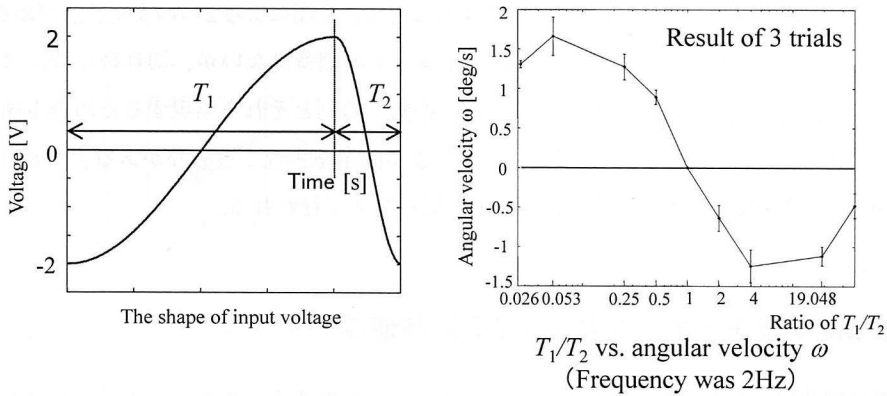 2
0
-2
Voltage [V]
T₁
T₂
Time [s]
The shape of input voltage
2
1.5
1
0.5
0
-0.5
-1
-1.5
Angular velocity ω [deg/s]
Result of 3 trials
0.026 0.053 0.25 0.5 1 2 4 19.048
Ratio of T₁/T₂
T₁/T₂ vs. angular velocity ω
(Frequency was 2Hz)